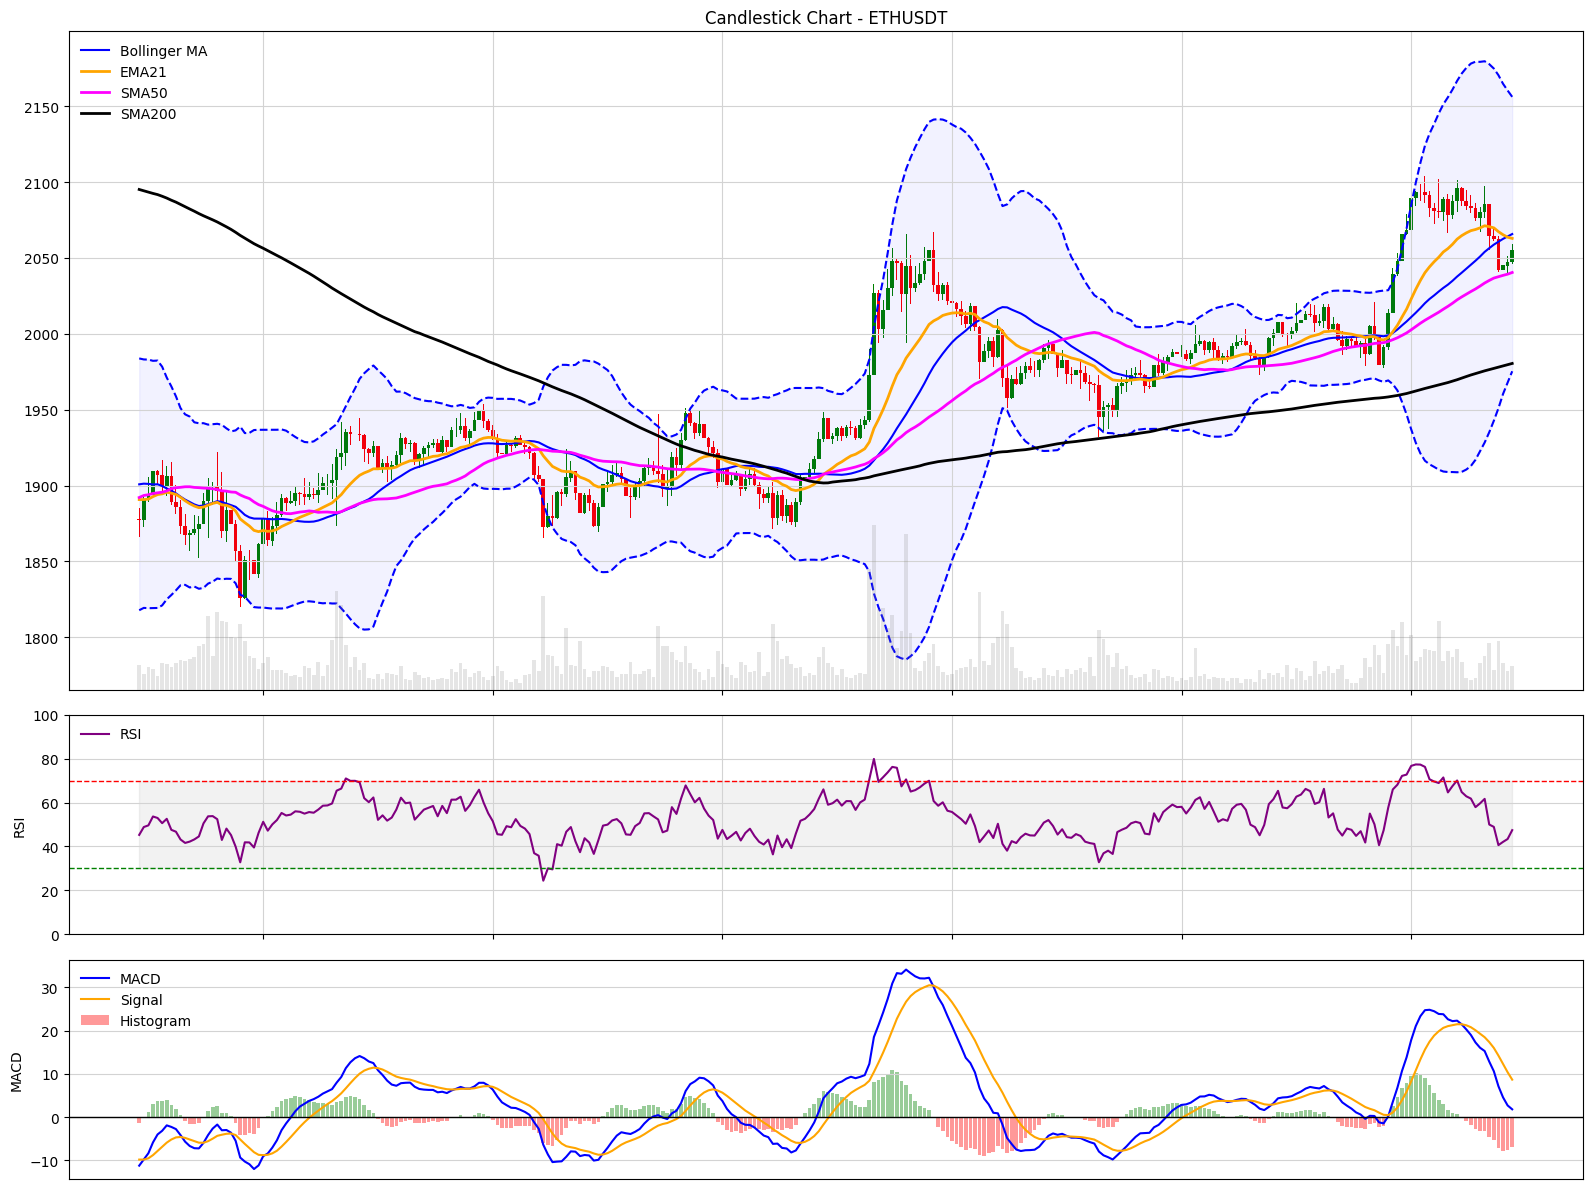 Candlestick Chart - ETHUSDT
Bollinger MA
EMA21
SMA50
SMA200
2150
2100
2050
2000
1950
1900
1850
1800
100
80
60
40
20
0
RSI
RSI
30
20
10
0
−10
MACD
MACD
Signal
Histogram